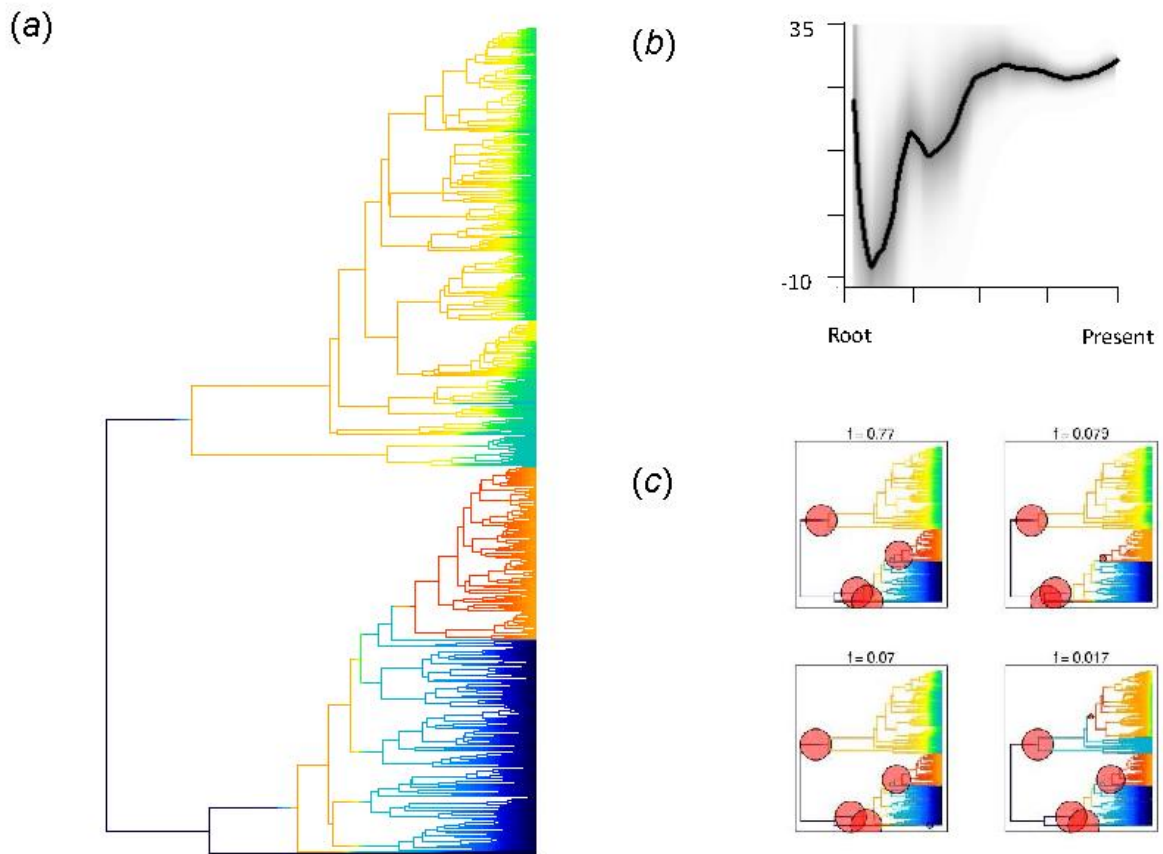 (a)
(b)
35
-10
Root
Present
(c)
f = 0.77
f = 0.079
f = 0.07
f = 0.017